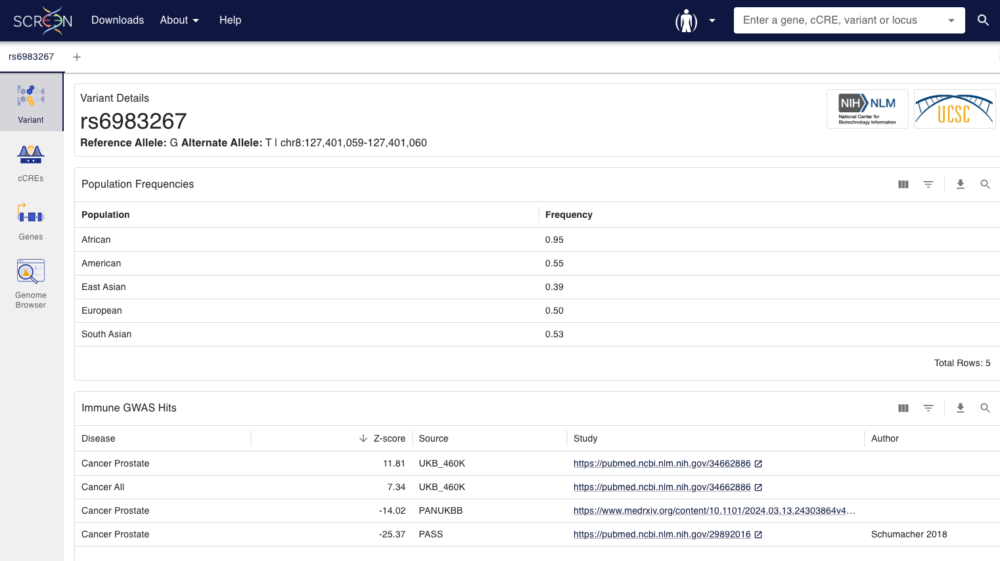 SCREEN Downloads About Help Enter a gene, cCRE, variant or locus
rs6983267
Variant
cCREs
Genes
Genome
Browser
Variant Details
rs6983267
Reference Allele: G Alternate Allele: T | chr8:127,401,059-127,401,060
NIH NLM
National Center for
Biotechnology Information
UCSC
Population Frequencies
Population Frequency
African 0.95
American 0.55
East Asian 0.39
European 0.50
South Asian 0.53
Total Rows: 5
Immune GWAS Hits
Disease Z-score Source Study Author
Cancer Prostate 11.81 UKB_460K https://pubmed.ncbi.nlm.nih.gov/34662886
Cancer All 7.34 UKB_460K https://pubmed.ncbi.nlm.nih.gov/34662886
Cancer Prostate -14.02 PANUKBB https://www.medrxiv.org/content/10.1101/2024.03.13.24303864v4...
Cancer Prostate -25.37 PASS https://pubmed.ncbi.nlm.nih.gov/29892016 Schumacher 2018